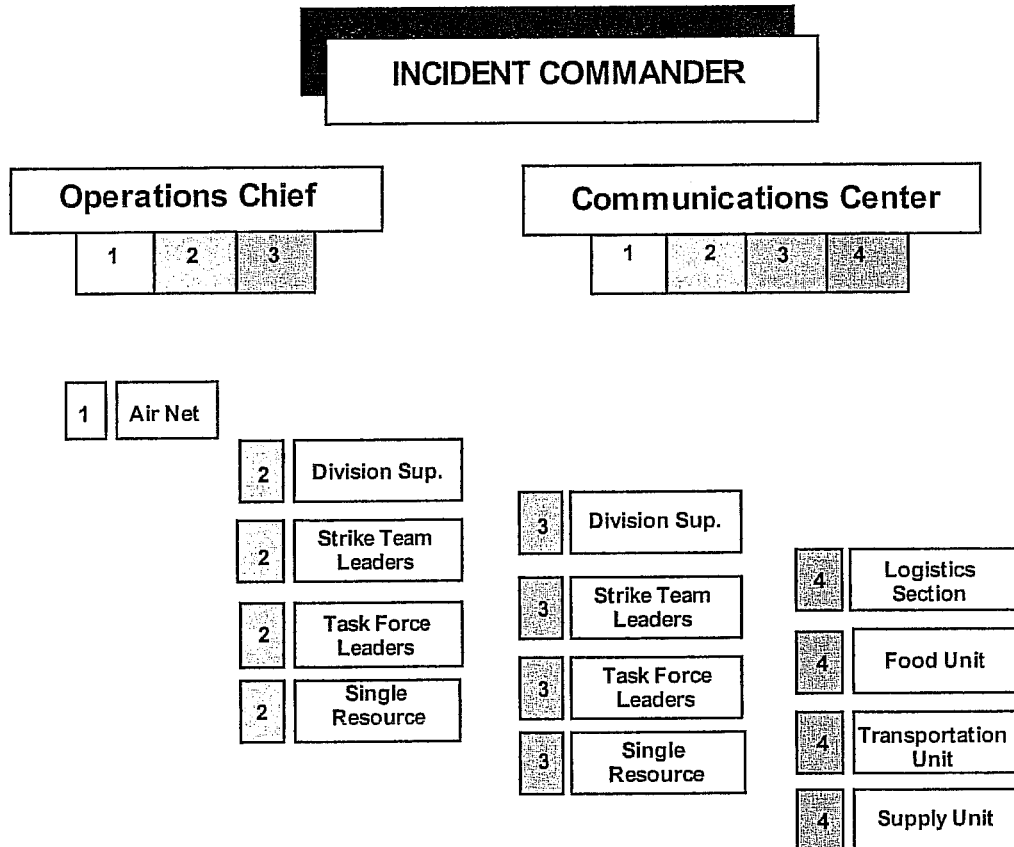 INCIDENT COMMANDER
Operations Chief
1 2 3
Communications Center
1 2 3 4
1 Air Net
2 Division Sup.
2 Strike Team
Leaders
2 Task Force
Leaders
2 Single
Resource
3 Division Sup.
3 Strike Team
Leaders
3 Task Force
Leaders
3 Single
Resource
4 Logistics
Section
4 Food Unit
4 Transportation
Unit
4 Supply Unit